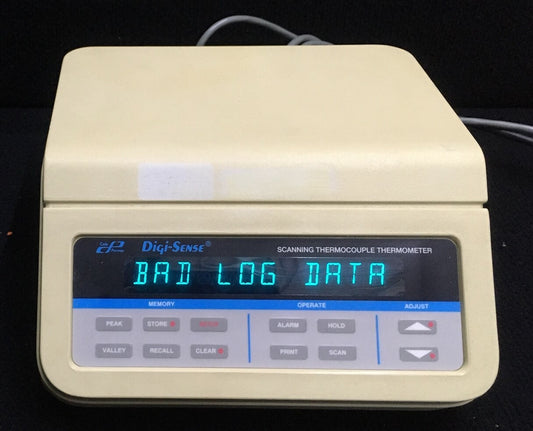 Digi-Sense®
SCANNING THERMOCOUPLE THERMOMETER
BAD LOG DATA
MEMORY
OPERATE
ADJUST
PEAK
STORE
ALARM
HOLD
VALLEY
RECALL
CLEAR
PRINT
SCAN